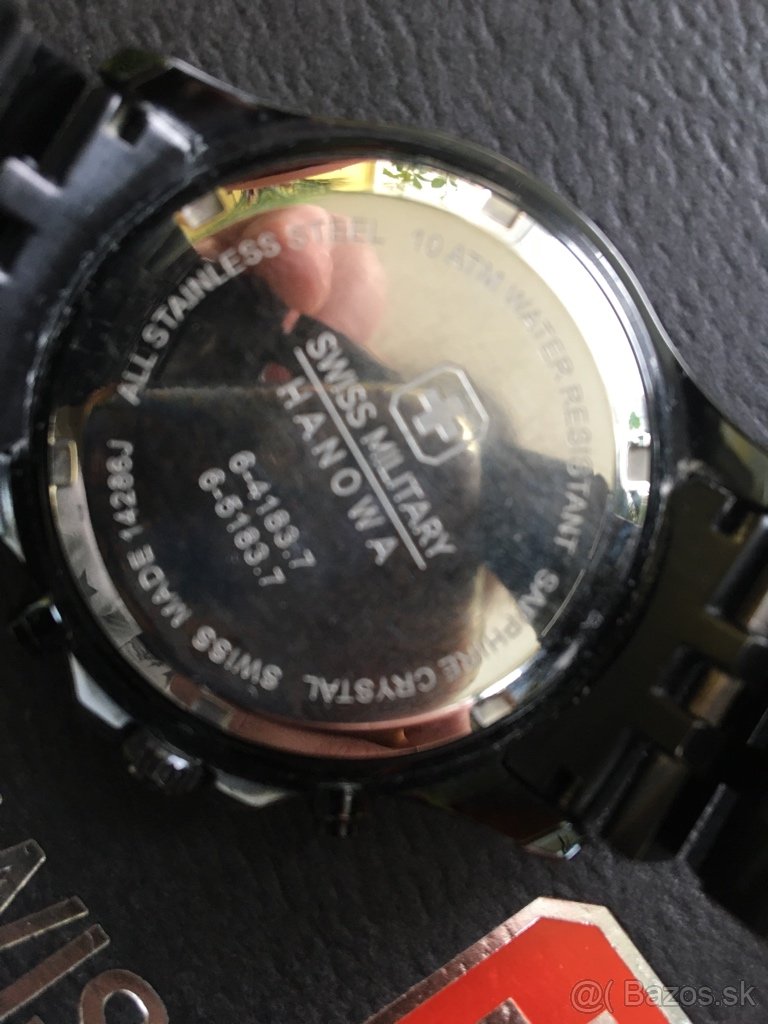 ALL STAINLESS STEEL 10 ATM WATER RESISTANT SAPPHIRE CRYSTAL SWISS MADE 14286J
SWISS MILITARY
HANOWA
6-4183.7
6-5183.7
@( Bazos.sk